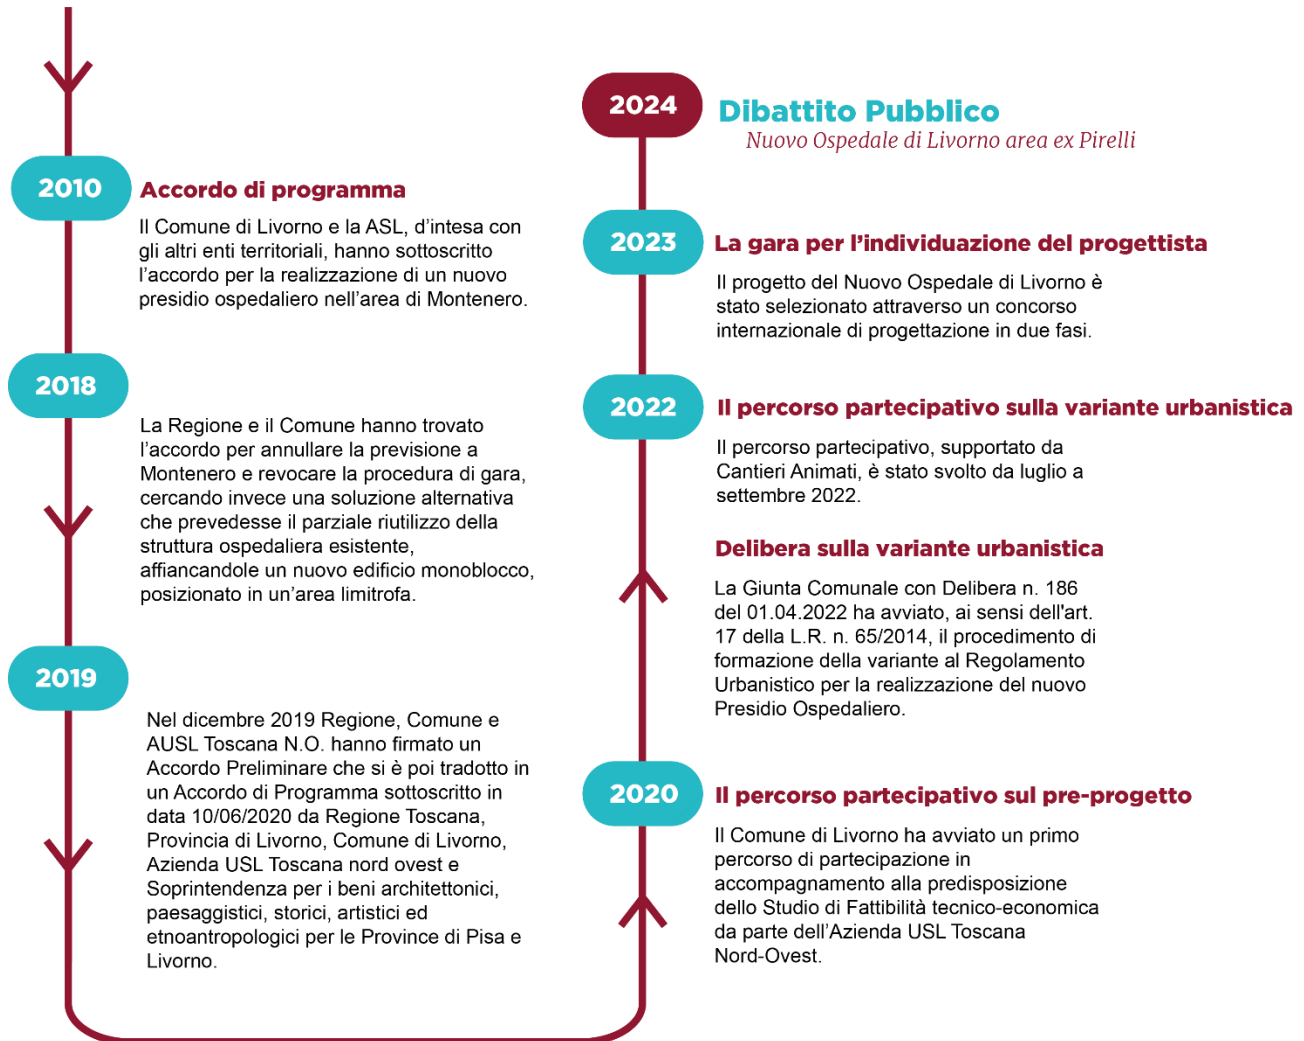 2010
Accordo di programma
Il Comune di Livorno e la ASL, d’intesa con
gli altri enti territoriali, hanno sottoscritto
l’accordo per la realizzazione di un nuovo
presidio ospedaliero nell’area di Montenero.
2018
La Regione e il Comune hanno trovato
l’accordo per annullare la previsione a
Montenero e revocare la procedura di gara,
cercando invece una soluzione alternativa
che prevedesse il parziale riutilizzo della
struttura ospedaliera esistente,
affiancandole un nuovo edificio monoblocco,
posizionato in un’area limitrofa.
2019
Nel dicembre 2019 Regione, Comune e
AUSL Toscana N.O. hanno firmato un
Accordo Preliminare che si è poi tradotto in
un Accordo di Programma sottoscritto in
data 10/06/2020 da Regione Toscana,
Provincia di Livorno, Comune di Livorno,
Azienda USL Toscana nord ovest e
Soprintendenza per i beni architettonici,
paesaggistici, storici, artistici ed
etnoantropologici per le Province di Pisa e
Livorno.
2024
Dibattito Pubblico
Nuovo Ospedale di Livorno area ex Pirelli
2023
La gara per l’individuazione del progettista
Il progetto del Nuovo Ospedale di Livorno è
stato selezionato attraverso un concorso
internazionale di progettazione in due fasi.
2022
Il percorso partecipativo sulla variante urbanistica
Il percorso partecipativo, supportato da
Cantieri Animati, è stato svolto da luglio a
settembre 2022.
Delibera sulla variante urbanistica
La Giunta Comunale con Delibera n. 186
del 01.04.2022 ha avviato, ai sensi dell'art.
17 della L.R. n. 65/2014, il procedimento di
formazione della variante al Regolamento
Urbanistico per la realizzazione del nuovo
Presidio Ospedaliero.
2020
Il percorso partecipativo sul pre-progetto
Il Comune di Livorno ha avviato un primo
percorso di partecipazione in
accompagnamento alla predisposizione
dello Studio di Fattibilità tecnico-economica
da parte dell’Azienda USL Toscana
Nord-Ovest.